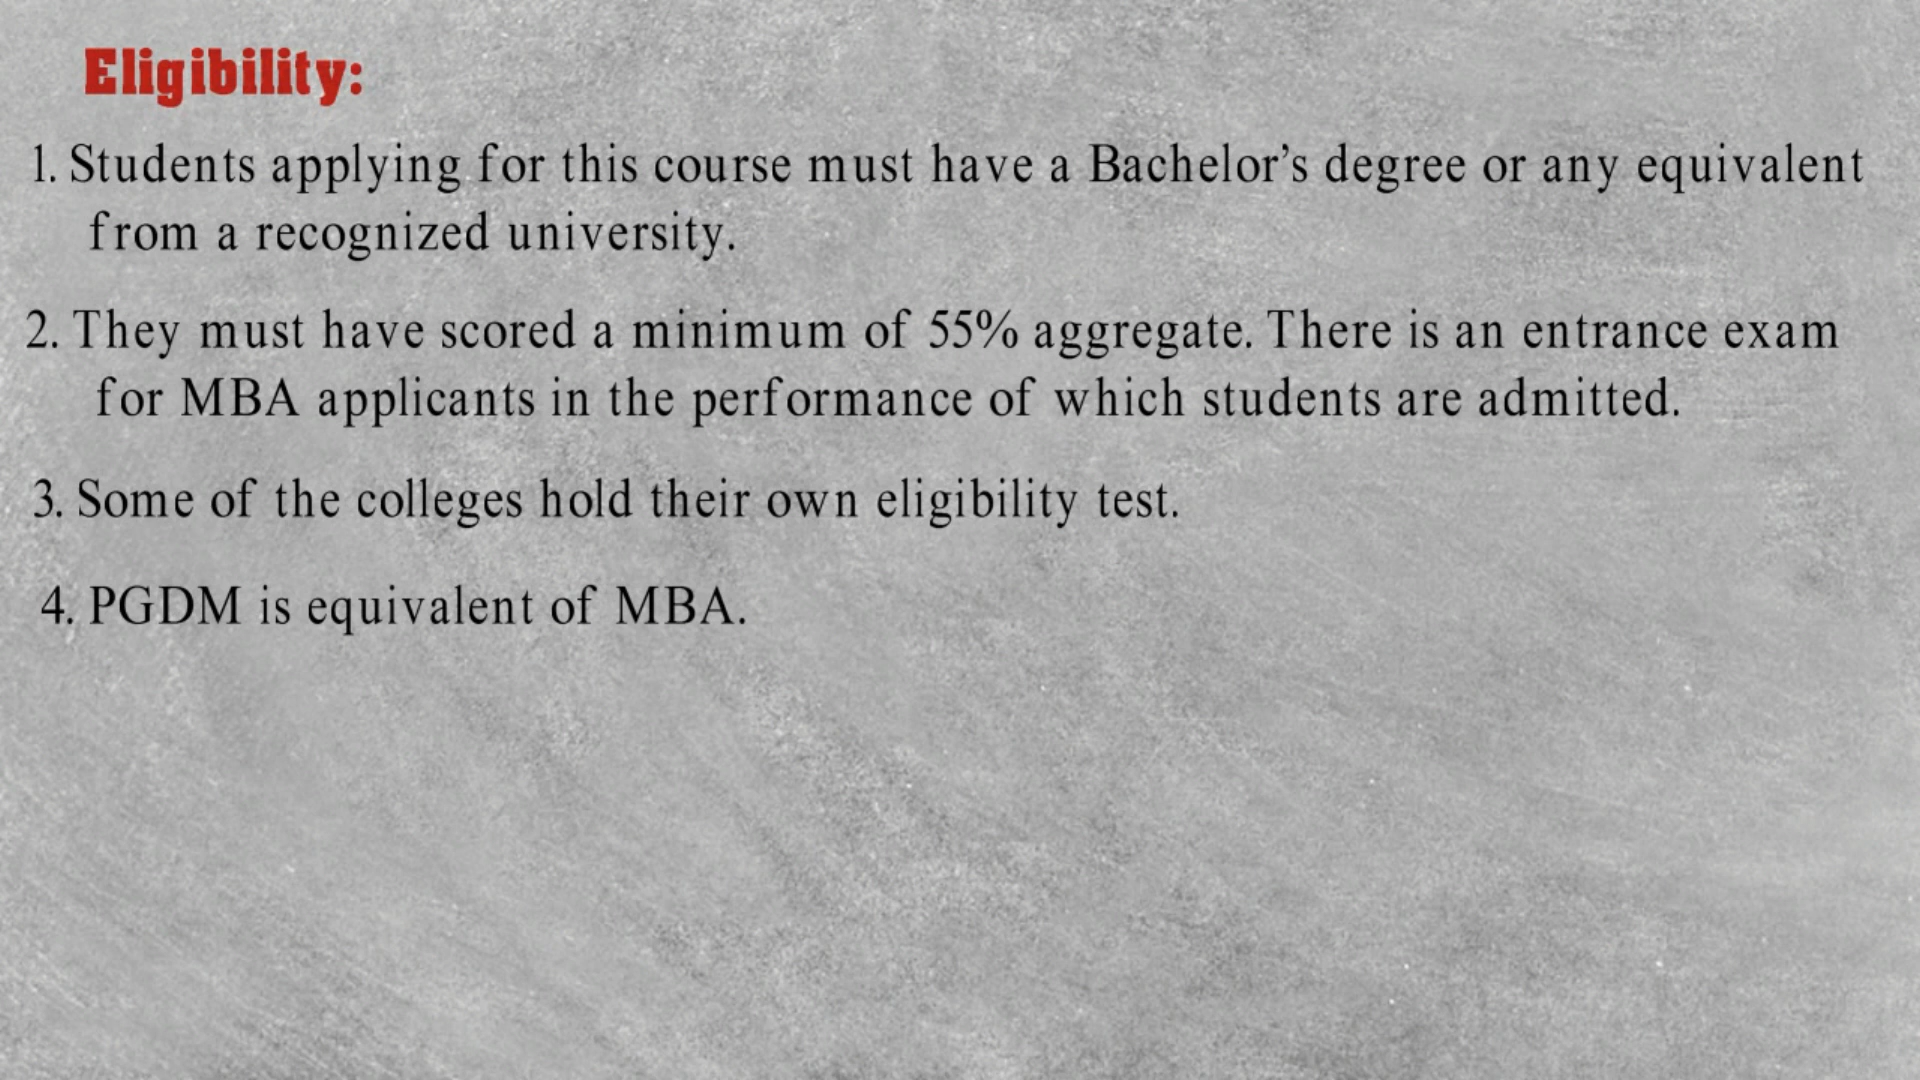 Eligibility:
1. Students applying for this course must have a Bachelor’s degree or any equivalent
from a recognized university.
2. They must have scored a minimum of 55% aggregate. There is an entrance exam
for MBA applicants in the performance of which students are admitted.
3. Some of the colleges hold their own eligibility test.
4. PGDM is equivalent of MBA.